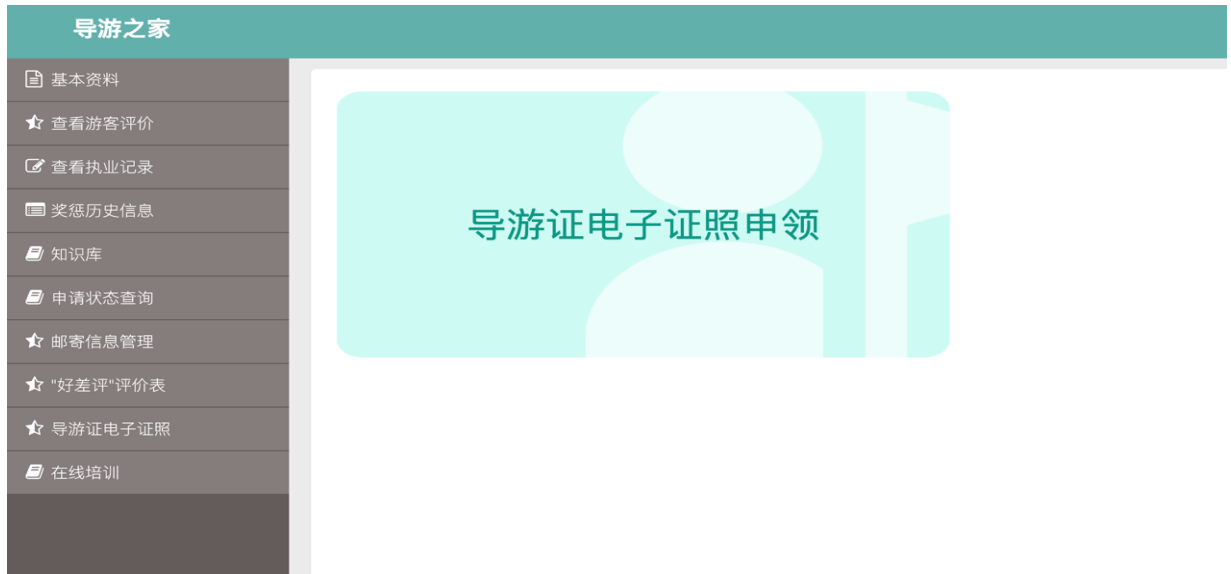 导游之家
基本资料
查看游客评价
查看执业记录
奖惩历史信息
知识库
申请状态查询
邮寄信息管理
"好差评"评价表
导游证电子证照
在线培训
导游证电子证照申领